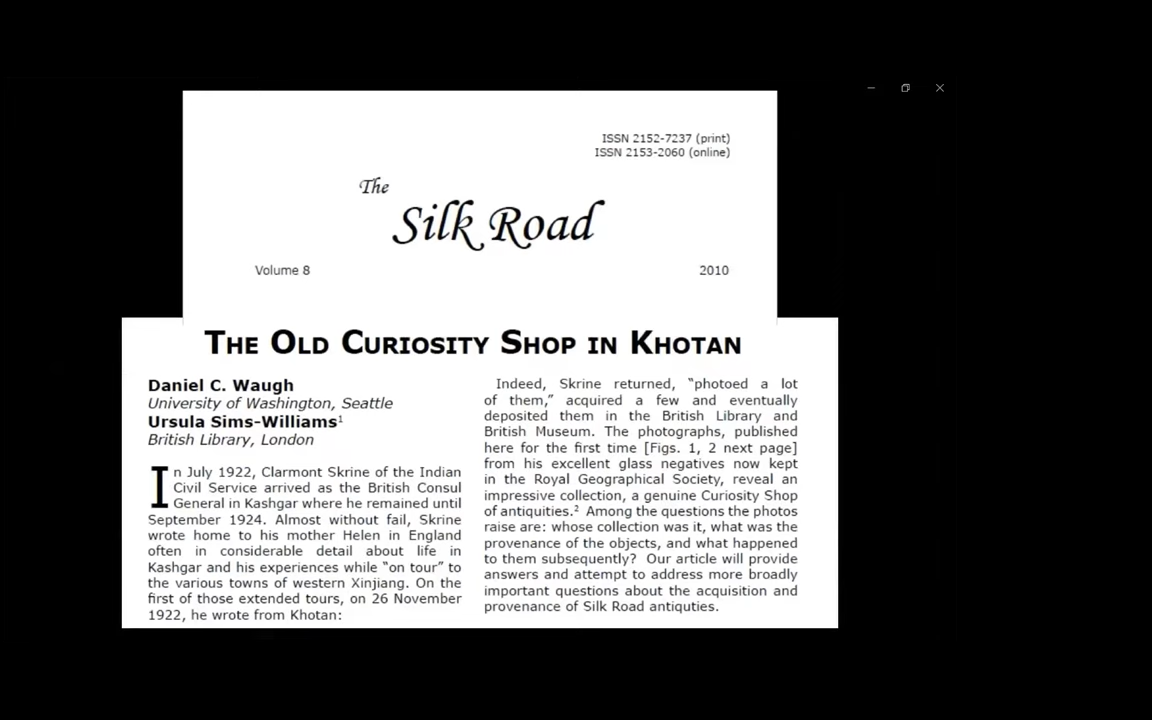 ISSN 2152-7237 (print)
ISSN 2153-2060 (online)
The
Silk Road
Volume 8
2010
THE OLD CURIOSITY SHOP IN KHOTAN
Daniel C. Waugh
University of Washington, Seattle
Ursula Sims-Williams¹
British Library, London
In July 1922, Clarmont Skrine of the Indian
Civil Service arrived as the British Consul
General in Kashgar where he remained until
September 1924. Almost without fail, Skrine
wrote home to his mother Helen in England
often in considerable detail about life in
Kashgar and his experiences while “on tour” to
the various towns of western Xinjiang. On the
first of those extended tours, on 26 November
1922, he wrote from Khotan:
Indeed, Skrine returned, “photoed a lot
of them,” acquired a few and eventually
deposited them in the British Library and
British Museum. The photographs, published
here for the first time [Figs. 1, 2 next page]
from his excellent glass negatives now kept
in the Royal Geographical Society, reveal an
impressive collection, a genuine Curiosity Shop
of antiquities.² Among the questions the photos
raise are: whose collection was it, what was the
provenance of the objects, and what happened
to them subsequently? Our article will provide
answers and attempt to address more broadly
important questions about the acquisition and
provenance of Silk Road antiquties.